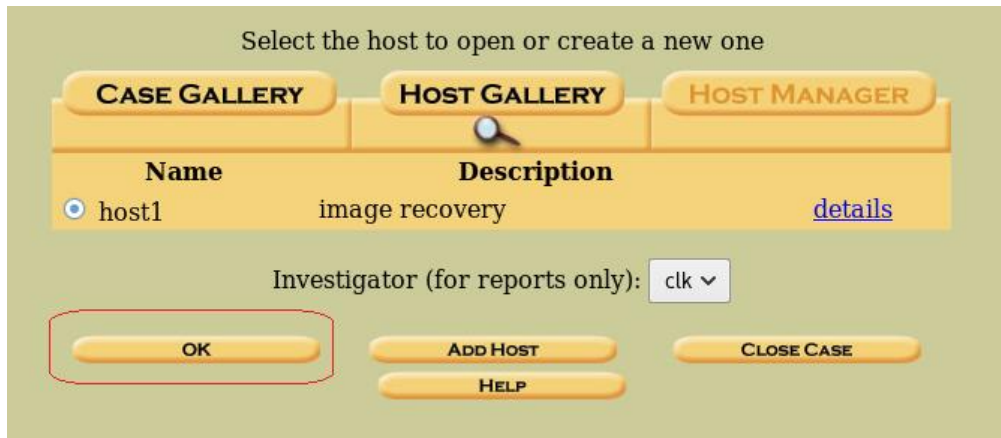 Select the host to open or create a new one
CASE GALLERY HOST GALLERY HOST MANAGER
Name Description
host1 image recovery details
Investigator (for reports only): clk
OK ADD HOST CLOSE CASE
HELP